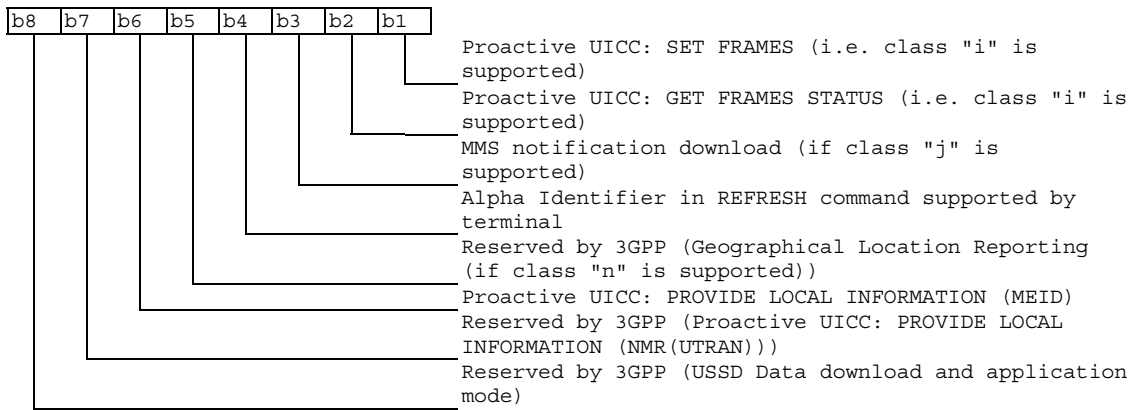 b8 b7 b6 b5 b4 b3 b2 b1
Proactive UICC: SET FRAMES (i.e. class "i" is
supported)
Proactive UICC: GET FRAMES STATUS (i.e. class "i" is
supported)
MMS notification download (if class "j" is
supported)
Alpha Identifier in REFRESH command supported by
terminal
Reserved by 3GPP (Geographical Location Reporting
(if class "n" is supported))
Proactive UICC: PROVIDE LOCAL INFORMATION (MEID)
Reserved by 3GPP (Proactive UICC: PROVIDE LOCAL
INFORMATION (NMR(UTRAN)))
Reserved by 3GPP (USSD Data download and application
mode)